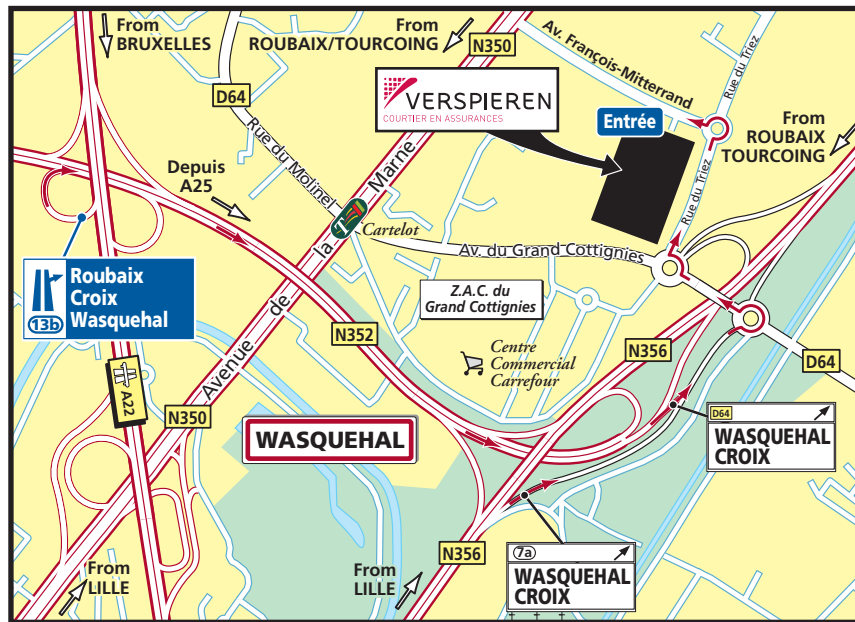 From
BRUXELLES
From
ROUBAIX/TOURCOING
N350
Av. François-Mitterrand
Rue du Triez
D64
VERSPIEREN
COURTIER EN ASSURANCES
Entrée
From
ROUBAIX
TOURCOING
Rue du Molinel
Depuis
A25
Avenue de la Marne
1
Cartelot
Rue du Triez
Av. du Grand Cottignies
Roubaix
Croix
Wasquehal
13b
Z.A.C. du
Grand Cottignies
N352
N356
Centre
Commercial
Carrefour
D64
A22
N350
WASQUEHAL
D64
WASQUEHAL
CROIX
N356
7a
WASQUEHAL
CROIX
From
LILLE
From
LILLE